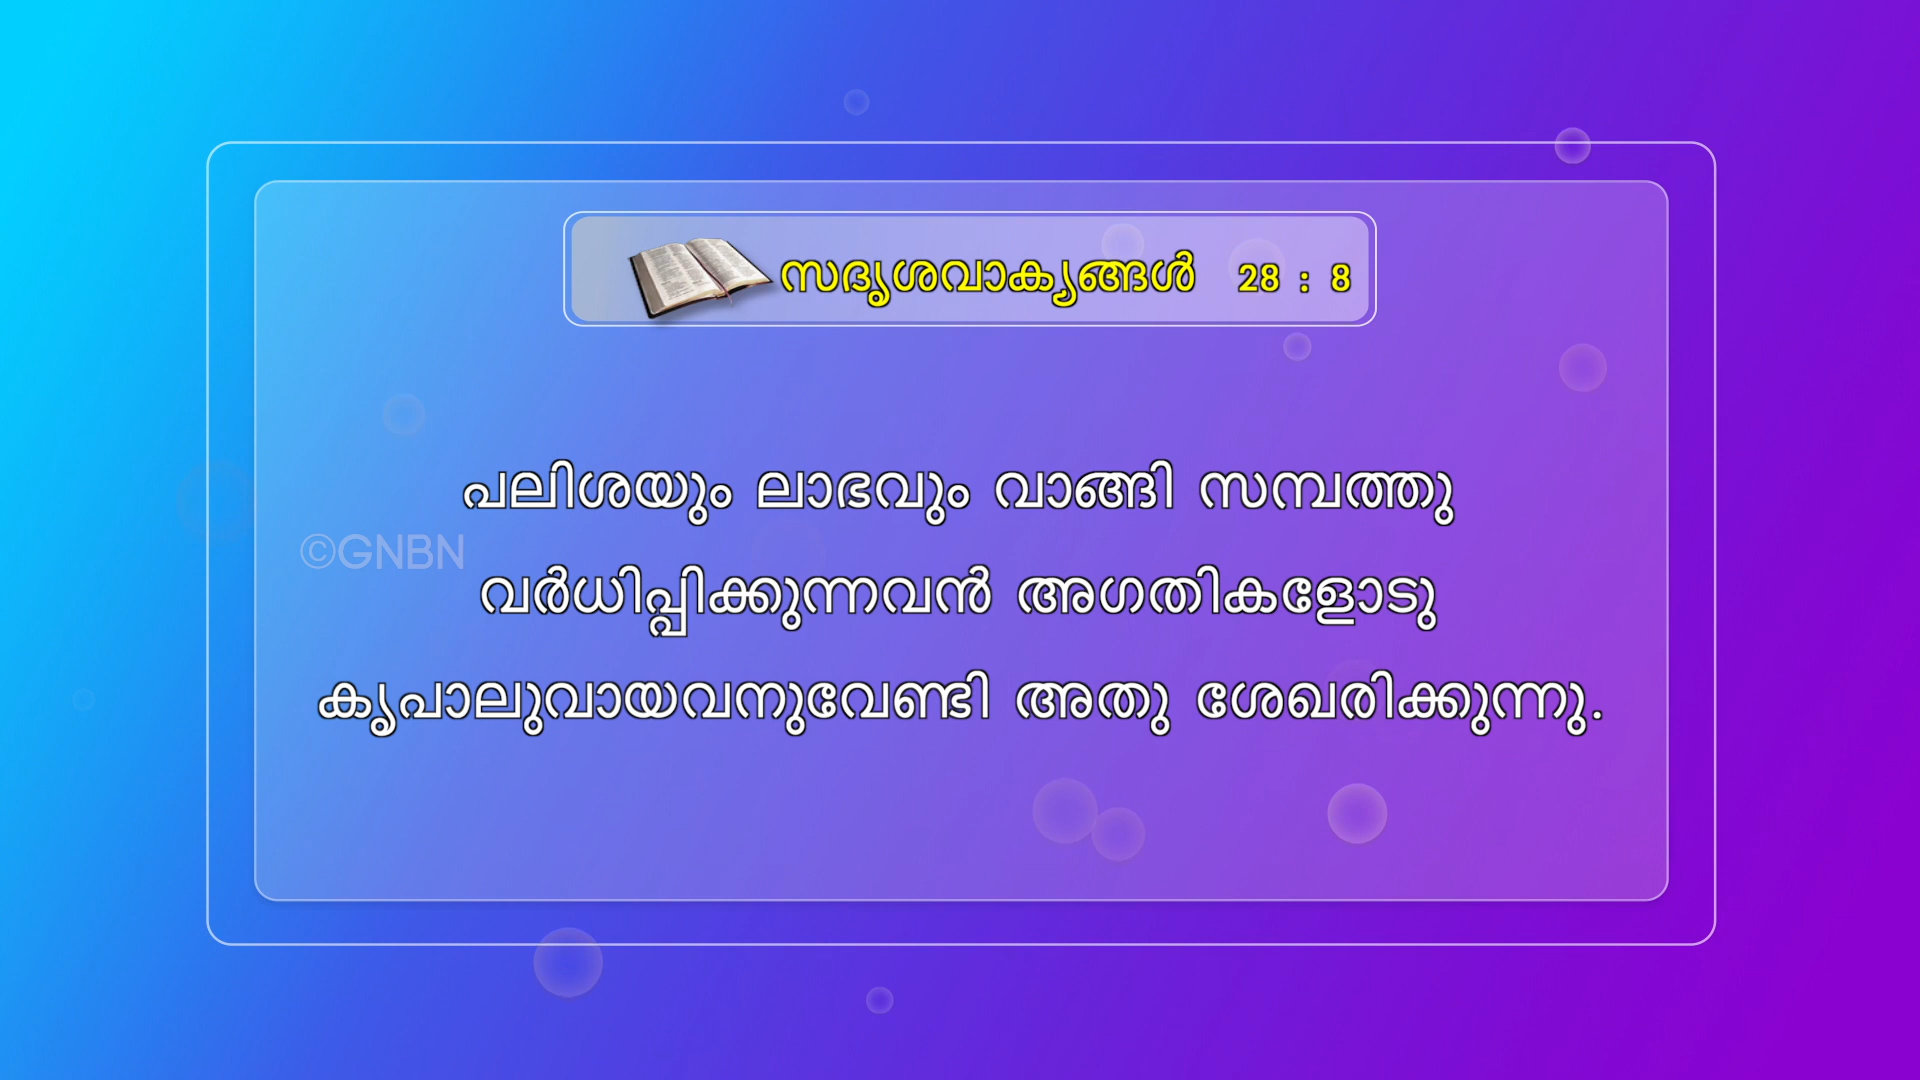 സദൃശവാക്യങ്ങൾ 28 : 8
പലിശയും ലാഭവും വാങ്ങി സമ്പത്തു
©GNBN
വർധിപ്പിക്കുന്നവൻ അഗതികളോടു
കൃപാലുവായവനുവേണ്ടി അതു ശേഖരിക്കുന്നു.